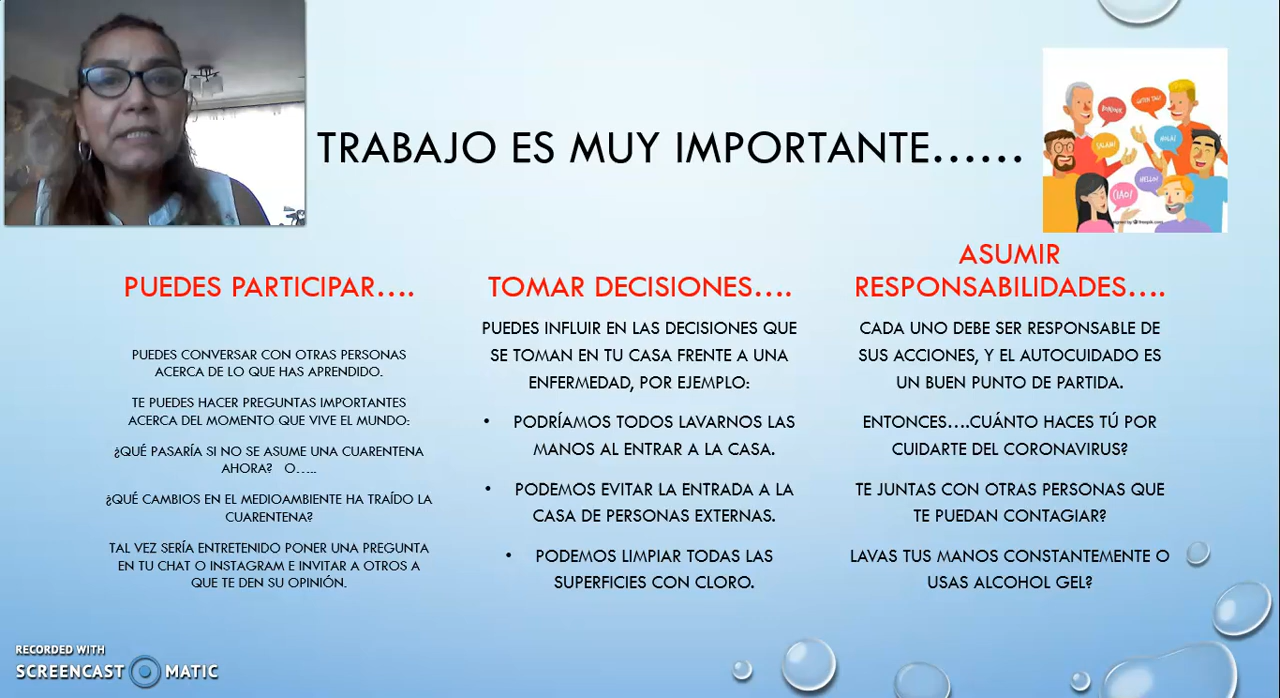 TRABAJO ES MUY IMPORTANTE......
BONJOUR
GUTEN TAG!
SALAM!
HOLA!
HELLO!
CIAO!
PUEDES PARTICIPAR....
PUEDES CONVERSAR CON OTRAS PERSONAS
ACERCA DE LO QUE HAS APRENDIDO.
TE PUEDES HACER PREGUNTAS IMPORTANTES
ACERCA DEL MOMENTO QUE VIVE EL MUNDO:
¿QUÉ PASARÍA SI NO SE ASUME UNA CUARENTENA
AHORA? O.....
¿QUÉ CAMBIOS EN EL MEDIOAMBIENTE HA TRAÍDO LA
CUARENTENA?
TAL VEZ SERÍA ENTRETENIDO PONER UNA PREGUNTA
EN TU CHAT O INSTAGRAM E INVITAR A OTROS A
QUE TE DEN SU OPINIÓN.
TOMAR DECISIONES....
PUEDES INFLUIR EN LAS DECISIONES QUE
SE TOMAN EN TU CASA FRENTE A UNA
ENFERMEDAD, POR EJEMPLO:
• PODRÍAMOS TODOS LAVARNOS LAS
MANOS AL ENTRAR A LA CASA.
• PODEMOS EVITAR LA ENTRADA A LA
CASA DE PERSONAS EXTERNAS.
• PODEMOS LIMPIAR TODAS LAS
SUPERFICIES CON CLORO.
ASUMIR
RESPONSABILIDADES....
CADA UNO DEBE SER RESPONSABLE DE
SUS ACCIONES, Y EL AUTOCUIDADO ES
UN BUEN PUNTO DE PARTIDA.
ENTONCES....CUÁNTO HACES TÚ POR
CUIDARTE DEL CORONAVIRUS?
TE JUNTAS CON OTRAS PERSONAS QUE
TE PUEDAN CONTAGIAR?
LAVAS TUS MANOS CONSTANTEMENTE O
USAS ALCOHOL GEL?
RECORDED WITH
SCREENCAST MATIC